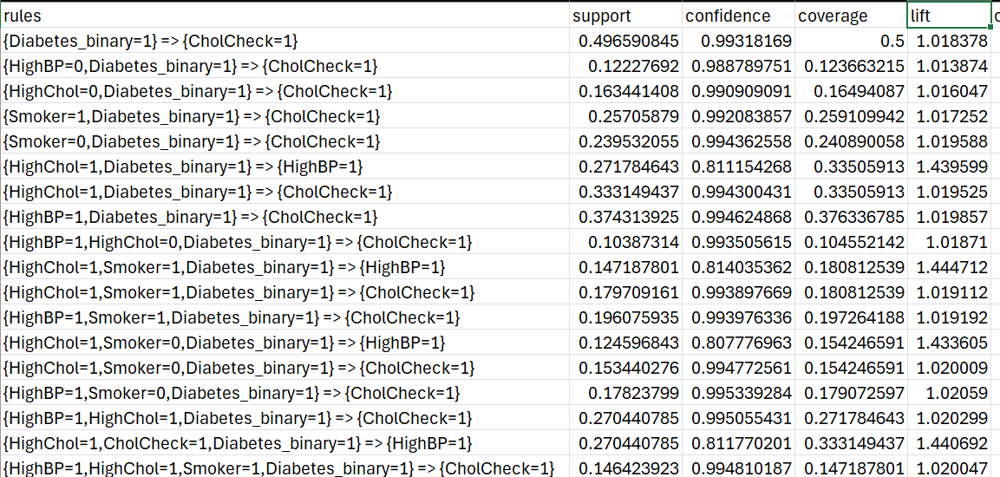 rules support confidence coverage lift c
{Diabetes_binary=1} => {CholCheck=1} 0.496590845 0.99318169 0.5 1.018378
{HighBP=0,Diabetes_binary=1} => {CholCheck=1} 0.12227692 0.988789751 0.123663215 1.013874
{HighChol=0,Diabetes_binary=1} => {CholCheck=1} 0.163441408 0.990909091 0.16494087 1.016047
{Smoker=1,Diabetes_binary=1} => {CholCheck=1} 0.25705879 0.992083857 0.259109942 1.017252
{Smoker=0,Diabetes_binary=1} => {CholCheck=1} 0.239532055 0.994362558 0.240890058 1.019588
{HighChol=1,Diabetes_binary=1} => {HighBP=1} 0.271784643 0.811154268 0.33505913 1.439599
{HighChol=1,Diabetes_binary=1} => {CholCheck=1} 0.333149437 0.994300431 0.33505913 1.019525
{HighBP=1,Diabetes_binary=1} => {CholCheck=1} 0.374313925 0.994624868 0.376336785 1.019857
{HighBP=1,HighChol=0,Diabetes_binary=1} => {CholCheck=1} 0.10387314 0.993505615 0.104552142 1.01871
{HighChol=1,Smoker=1,Diabetes_binary=1} => {HighBP=1} 0.147187801 0.814035362 0.180812539 1.444712
{HighChol=1,Smoker=1,Diabetes_binary=1} => {CholCheck=1} 0.179709161 0.993897669 0.180812539 1.019112
{HighBP=1,Smoker=1,Diabetes_binary=1} => {CholCheck=1} 0.196075935 0.993976336 0.197264188 1.019192
{HighChol=1,Smoker=0,Diabetes_binary=1} => {HighBP=1} 0.124596843 0.807776963 0.154246591 1.433605
{HighChol=1,Smoker=0,Diabetes_binary=1} => {CholCheck=1} 0.153440276 0.994772561 0.154246591 1.020009
{HighBP=1,Smoker=0,Diabetes_binary=1} => {CholCheck=1} 0.17823799 0.995339284 0.179072597 1.02059
{HighBP=1,HighChol=1,Diabetes_binary=1} => {CholCheck=1} 0.270440785 0.995055431 0.271784643 1.020299
{HighChol=1,CholCheck=1,Diabetes_binary=1} => {HighBP=1} 0.270440785 0.811770201 0.333149437 1.440692
{HighBP=1,HighChol=1,Smoker=1,Diabetes_binary=1} => {CholCheck=1} 0.146423923 0.994810187 0.147187801 1.020047